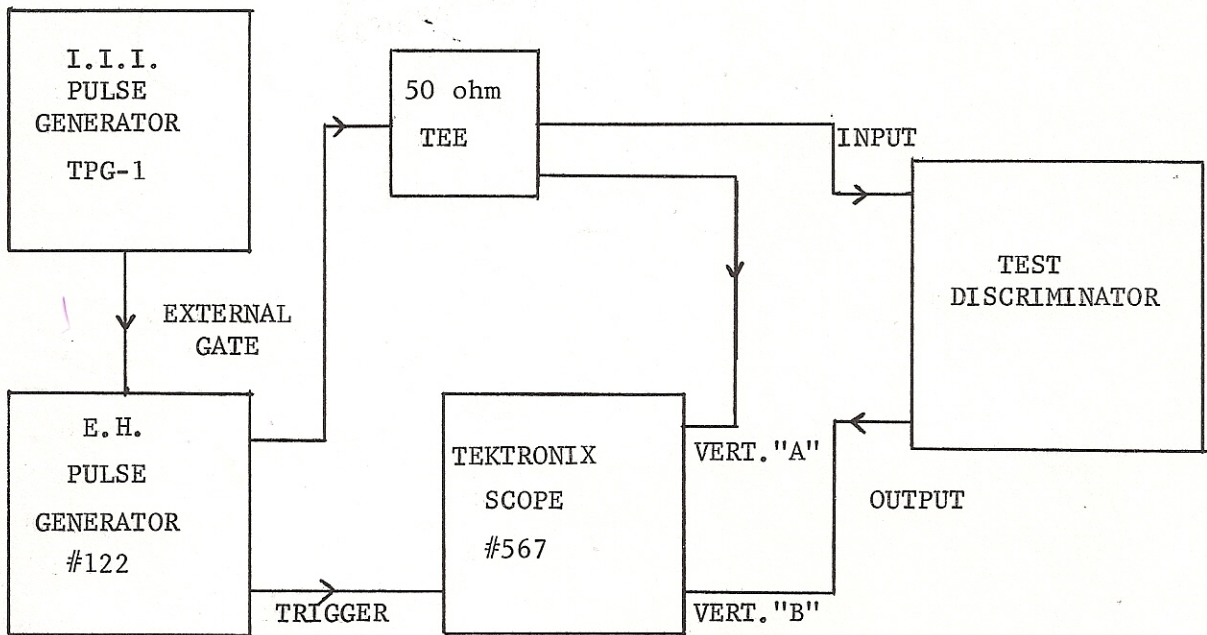 I.I.I.
PULSE
GENERATOR
TPG-1
50 ohm
TEE
INPUT
TEST
DISCRIMINATOR
EXTERNAL
GATE
E.H.
PULSE
GENERATOR
#122
TEKTRONIX
SCOPE
#567
VERT."A"
OUTPUT
TRIGGER
VERT."B"